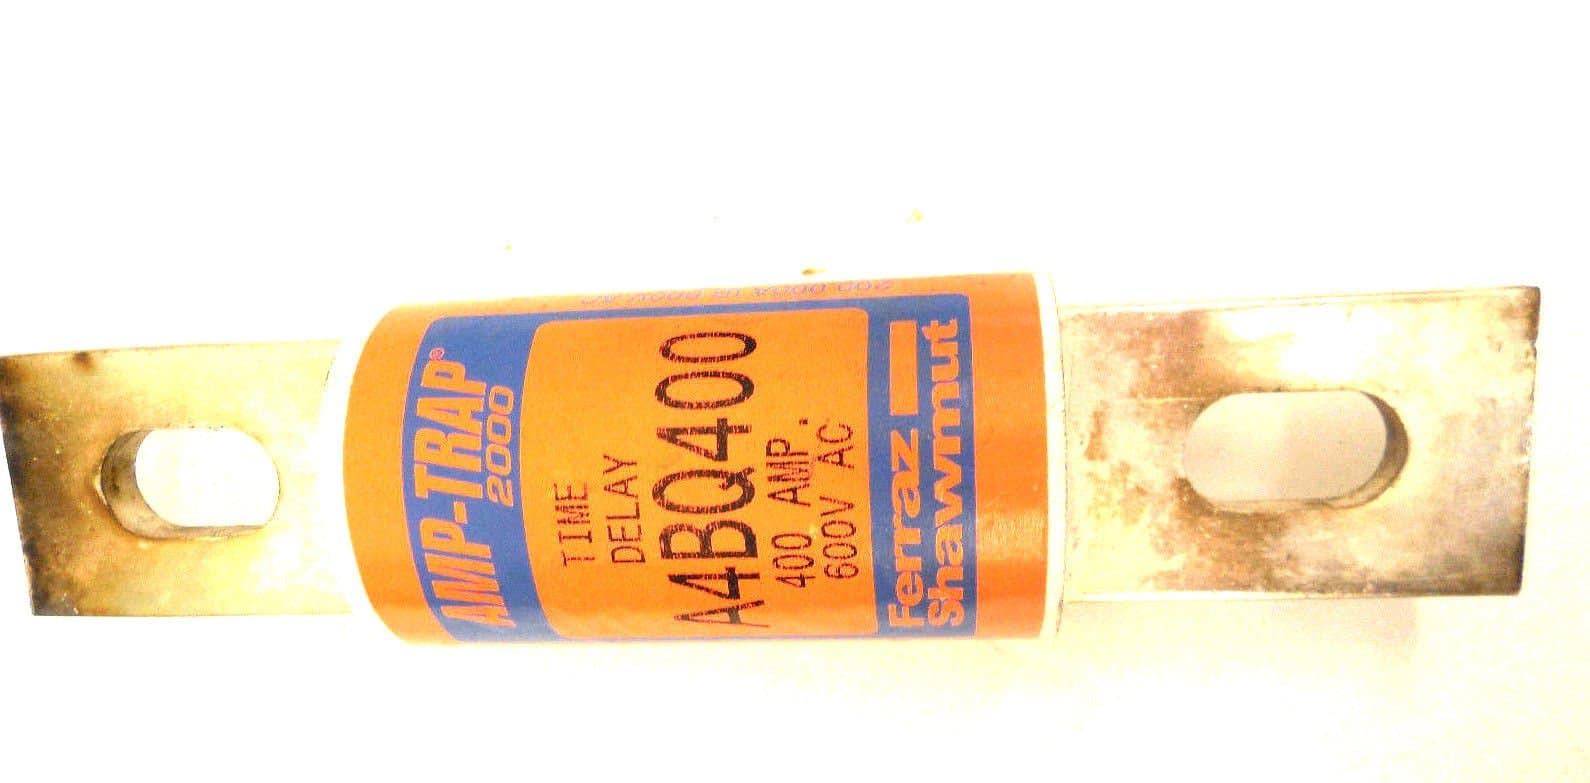 AMP-TRAP®
2000
TIME
DELAY
A4BQ400
400 AMP.
600V AC
Ferraz
Shawmut